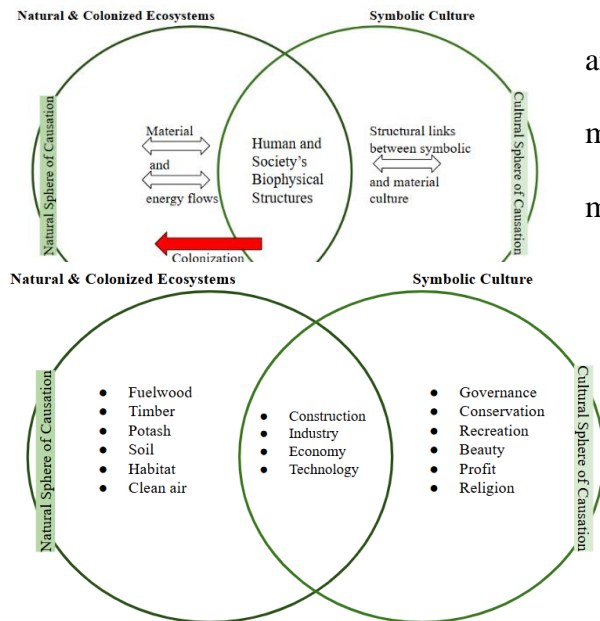 Natural & Colonized Ecosystems
Symbolic Culture
Natural Sphere of Causation
Material
and
energy flows
Human and
Society's
Biophysical
Structures
Structural links
between symbolic
and material
culture
Cultural Sphere of Causation
Colonization
m
m
Natural & Colonized Ecosystems
Symbolic Culture
Natural Sphere of Causation
Fuelwood
Timber
Potash
Soil
Habitat
Clean air
Construction
Industry
Economy
Technology
Governance
Conservation
Recreation
Beauty
Profit
Religion
Cultural Sphere of Causation